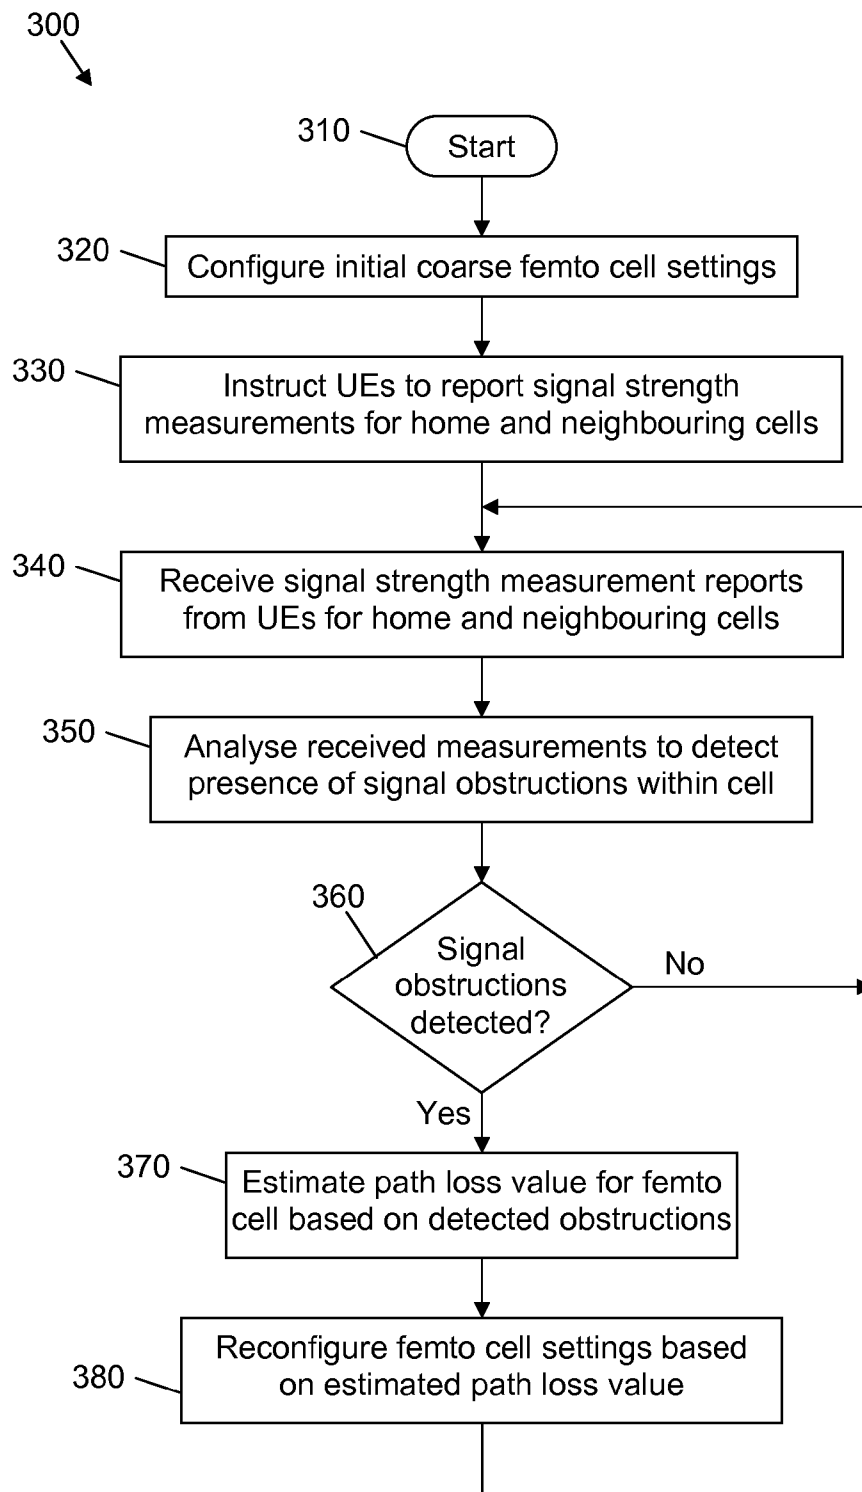 300
310
Start
320
Configure initial coarse femto cell settings
330
Instruct UEs to report signal strength
measurements for home and neighbouring cells
340
Receive signal strength measurement reports
from UEs for home and neighbouring cells
350
Analyse received measurements to detect
presence of signal obstructions within cell
360
Signal
obstructions
detected?
No
Yes
370
Estimate path loss value for femto
cell based on detected obstructions
380
Reconfigure femto cell settings based
on estimated path loss value